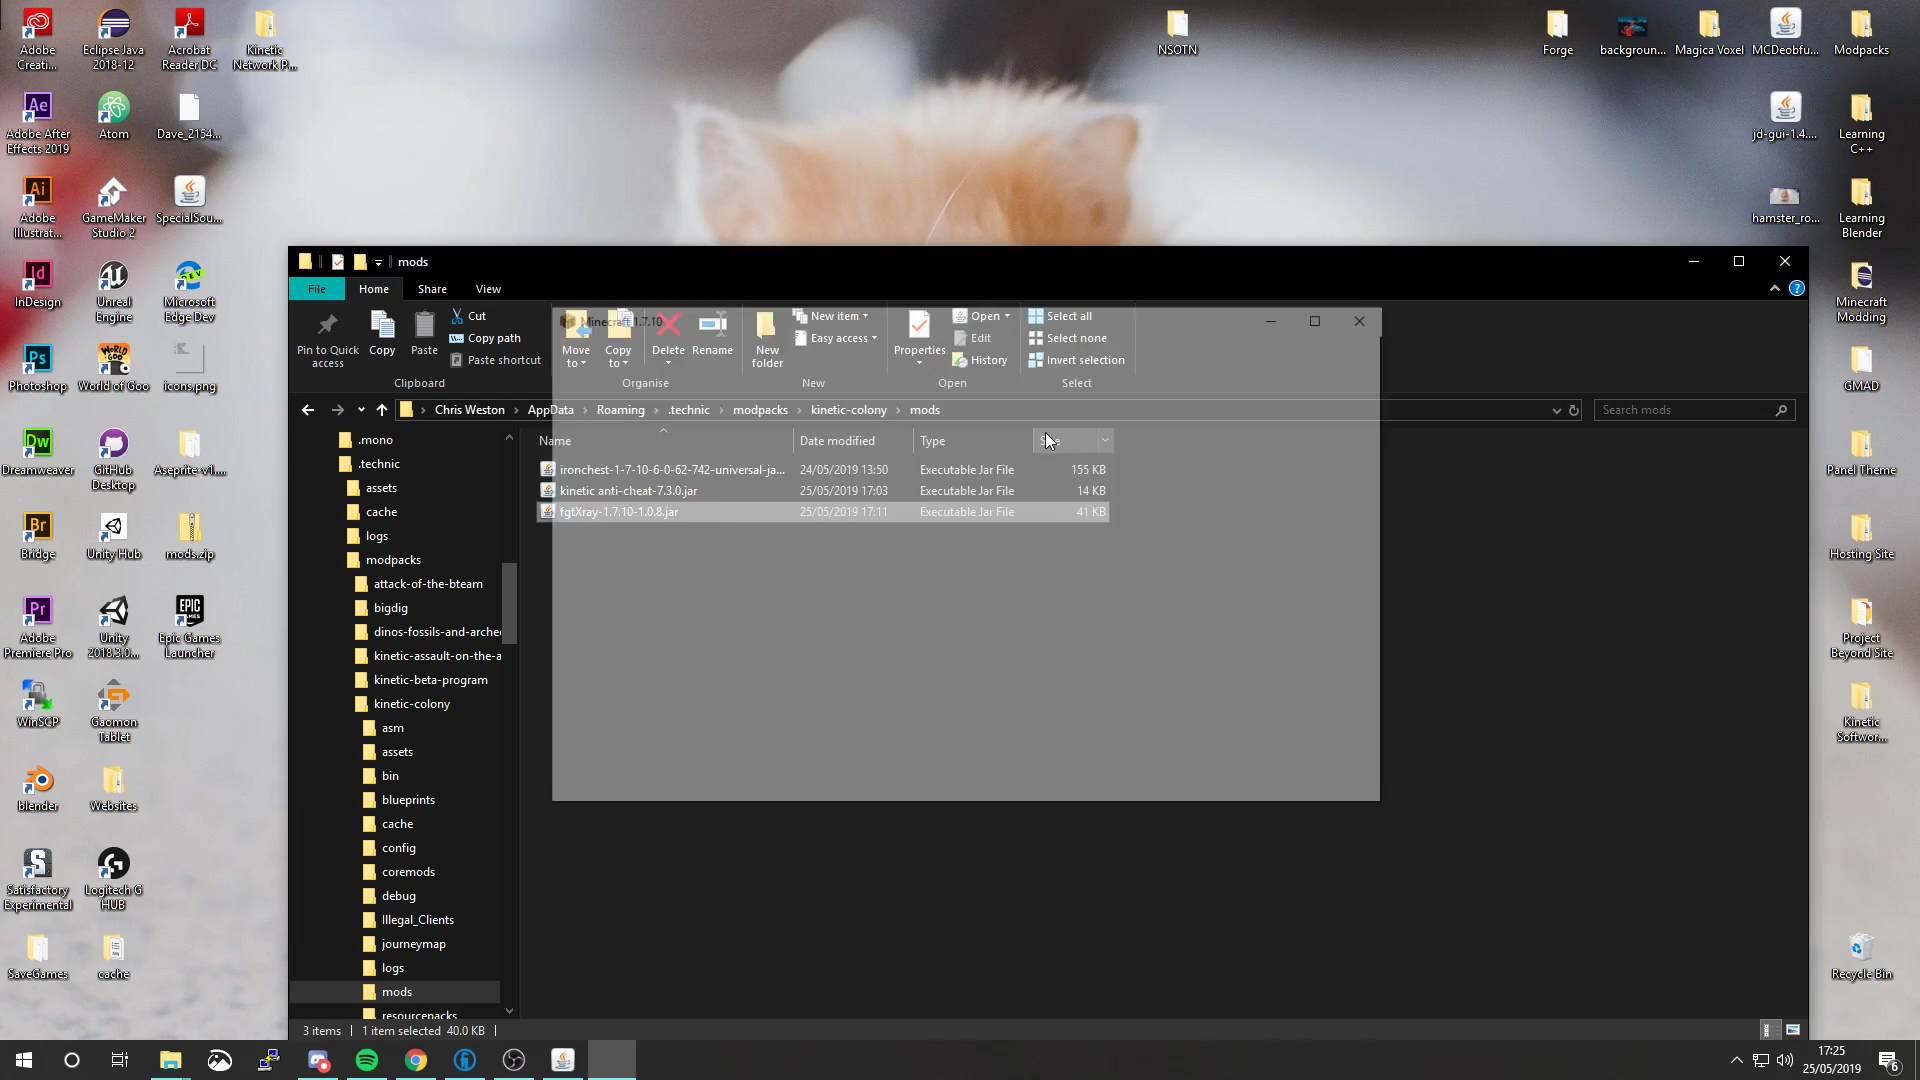 Adobe
Creati...
Eclipse Java
2018-12
Acrobat
Reader DC
Kinetic
Network P...
NSOTN
Forge
backgroun...
Magica Voxel
MCDeobfu...
Modpacks
Adobe After
Effects 2019
Atom
Dave_2154...
jd-gui-1.4....
Learning
C++
Adobe
Illustrat...
GameMaker
Studio 2
SpecialSou...
hamster_ro...
Learning
Blender
InDesign
Unreal
Engine
Microsoft
Edge Dev
Minecraft
Modding
Photoshop
World of Goo
icons.png
GMAD
Dreamweaver
GitHub
Desktop
Aseprite-v1....
Panel Theme
Bridge
Unity Hub
mods.zip
Hosting Site
Adobe
Premiere Pro
Unity
2018.3.0...
Epic Games
Launcher
Project
Beyond Site
WinSCP
Gaomon
Tablet
Kinetic
Softwor...
blender
Websites
Satisfactory
Experimental
Logitech G
HUB
SaveGames
cache
Recycle Bin
mods
File
Home
Share
View
Pin to Quick
access
Copy
Paste
Cut
Copy path
Paste shortcut
Clipboard
Minecraft 1.7.10
Move
to
Copy
to
Delete
Rename
Organise
New
folder
New item
Easy access
New
Properties
Open
Edit
History
Open
Select all
Select none
Invert selection
Select
Chris Weston
AppData
Roaming
.technic
modpacks
kinetic-colony
mods
Search mods
.mono
.technic
assets
cache
logs
modpacks
attack-of-the-bteam
bigdig
dinos-fossils-and-arche
kinetic-assault-on-the-a
kinetic-beta-program
kinetic-colony
asm
assets
bin
blueprints
cache
config
coremods
debug
Illegal_Clients
journeymap
logs
mods
resourcepacks
Name
Date modified
Type
ironchest-1-7-10-6-0-62-742-universal-ja...
24/05/2019 13:50
Executable Jar File
155 KB
kinetic anti-cheat-7.3.0.jar
25/05/2019 17:03
Executable Jar File
14 KB
fgtXray-1.7.10-1.0.8.jar
25/05/2019 17:11
Executable Jar File
41 KB
3 items
1 item selected 40.0 KB
17:25
25/05/2019
6